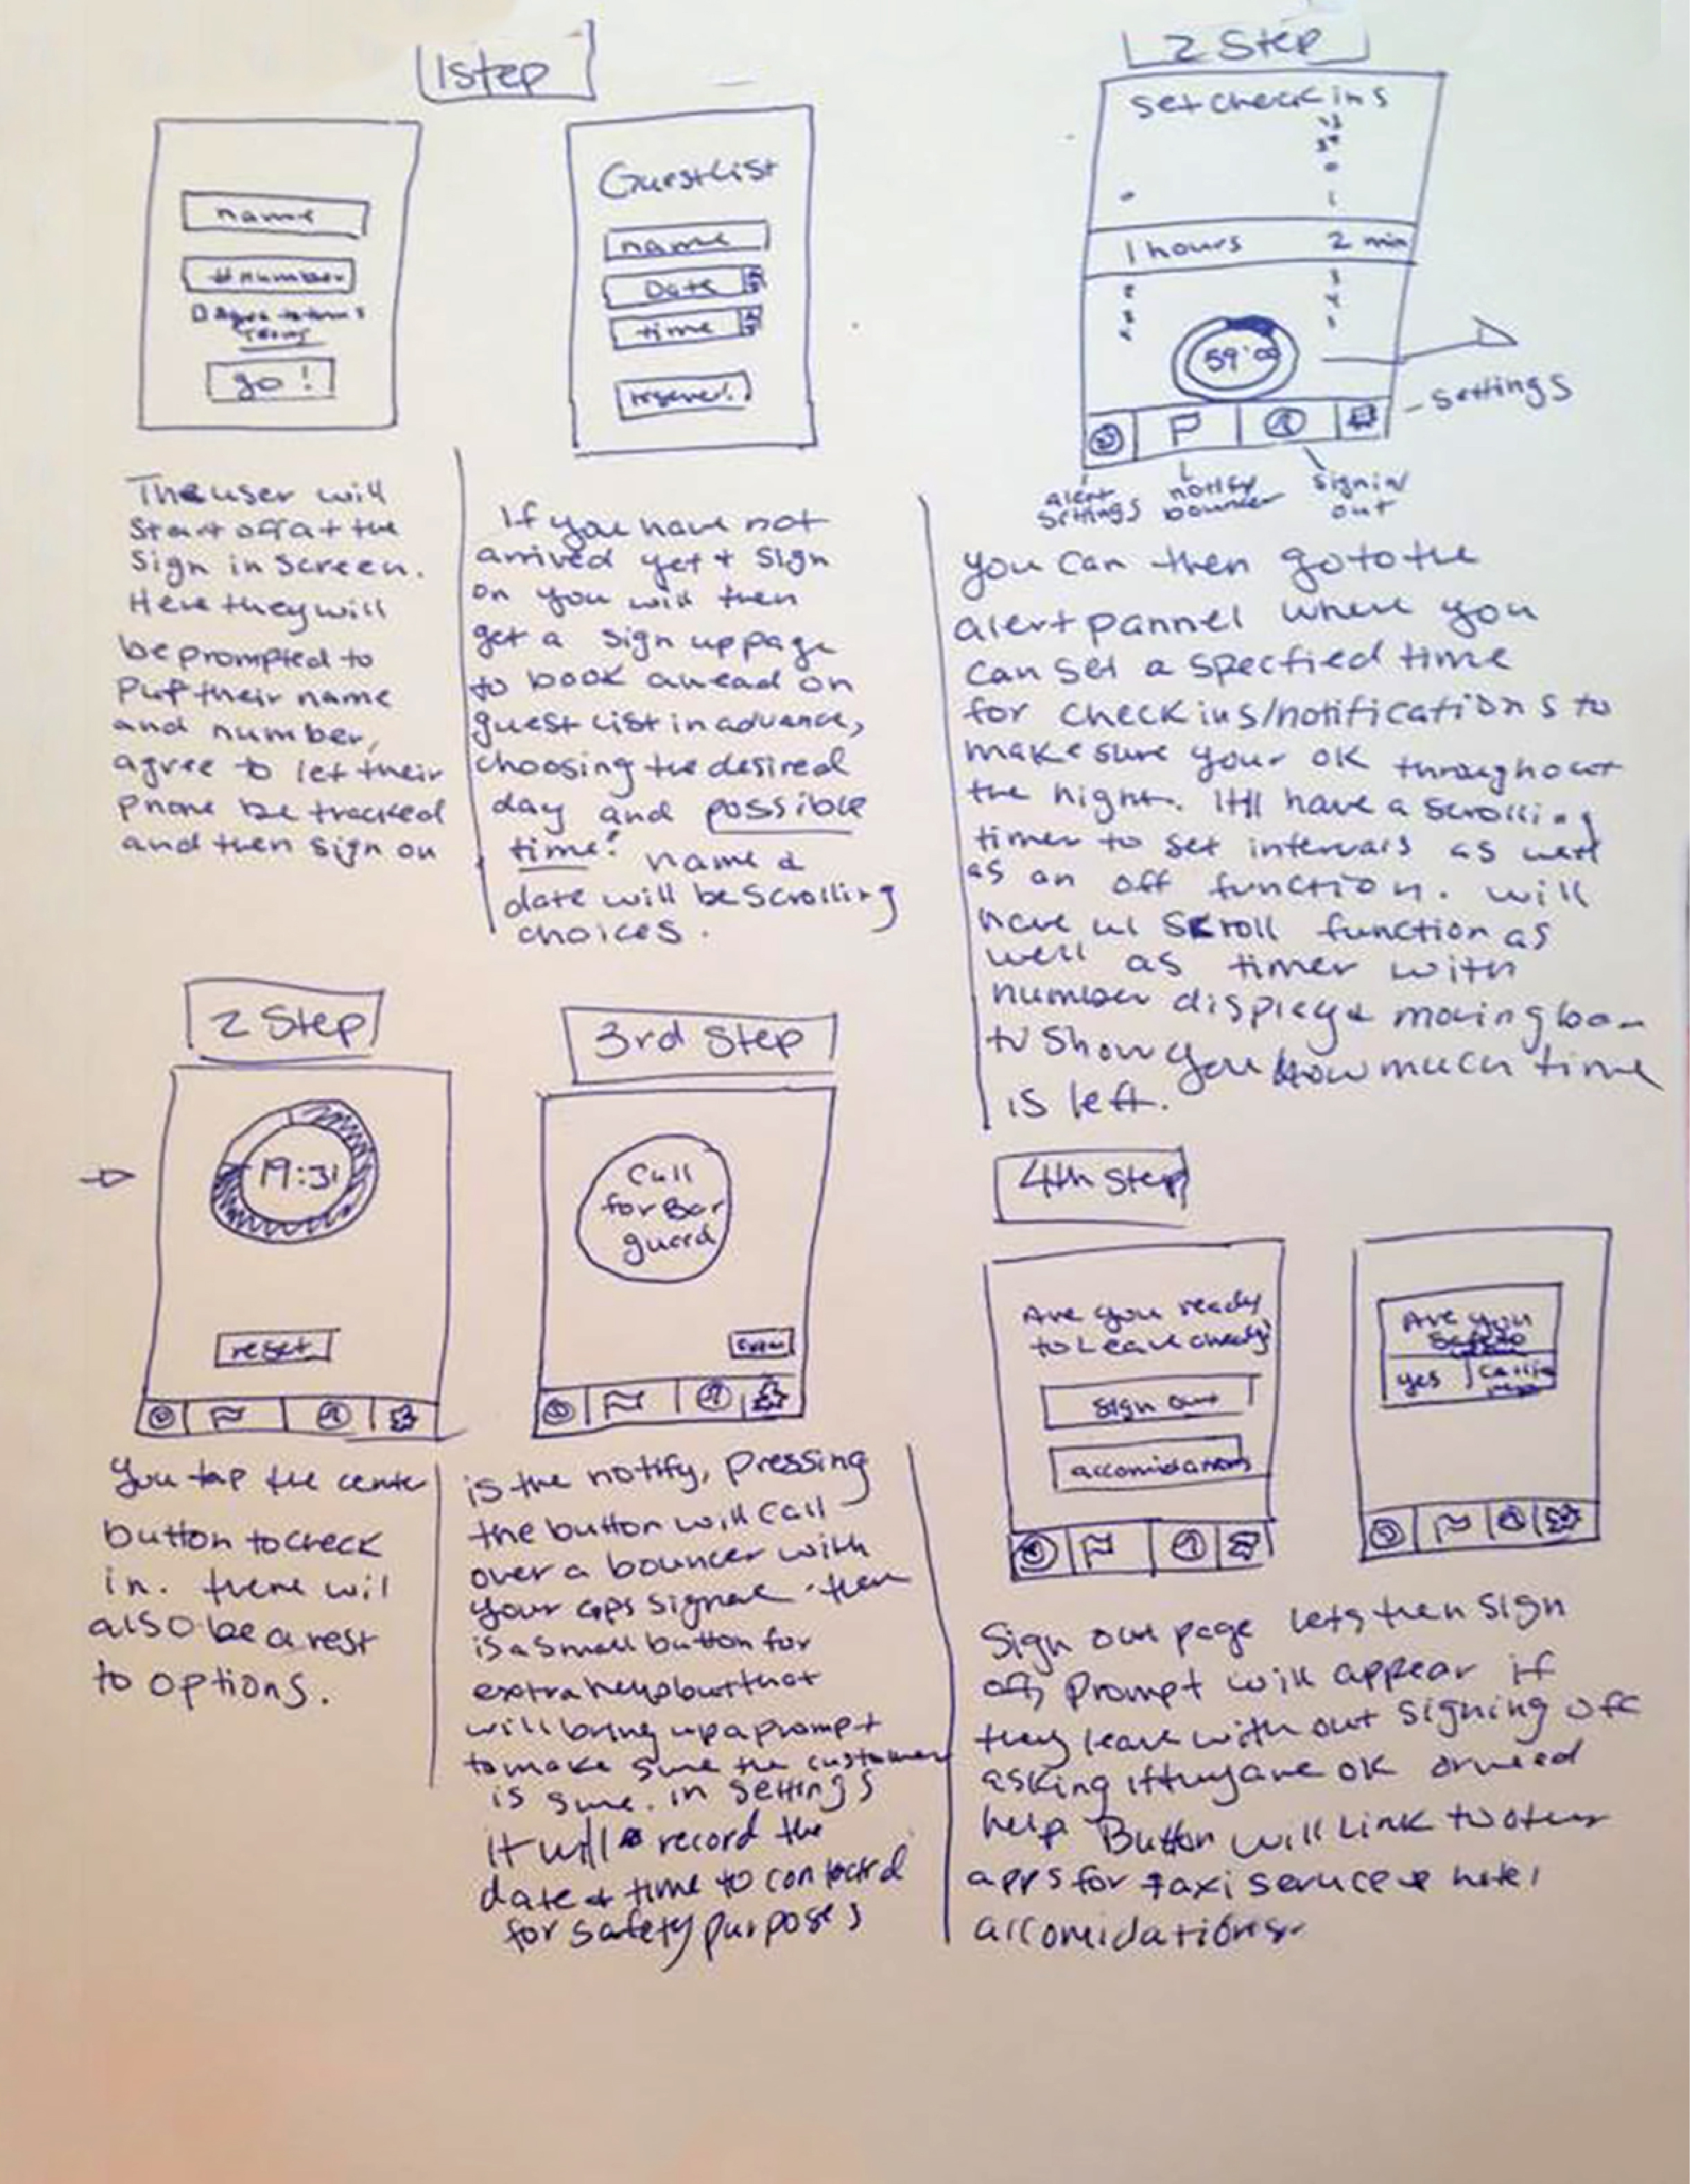 1step
name
# number
Agree to terms
go!
GuestList
name
Date
time
The user will
start off at the
Sign in screen.
Here they will
be prompted to
Put their name
and number,
agree to let their
phone be tracked
and then sign on
If you have not
arrived yet & sign
on you will then
get a sign up page
to book ahead on
guest list in advance,
choosing the desired
day and possible
time! name &
date will be scrolling
choices.
2 Step
set check ins
1 hours 2 min
59:00
settings
alert
settings
notify
bouncer
sign in/
out
you can then go to the
alert pannel where you
can set a specfied time
for check ins/notifications to
make sure your ok throughout
the night. It'll have a scrolling
timer to set intervals as well
as an off function. will
have scroll function as
well as timer with
number display & moving bar
to show you how much time
is left.
2 Step
19:31
reset
You tap the center
button to check
in. there will
also be a rest
to options.
3rd Step
Call
for Bar
guard
is the notify, pressing
the button will call
over a bouncer with
your GPS signal. ther
is a small button for
extra help but that
will bring up a prompt
to make sure the customer
is sure. in settings
it will record the
date & time to contacrd
for safety purposes
4th step
Are you ready
to Leave
sign out
accomidations
Are you
yes
Sign out page lets then sign
off, Prompt will appear if
they leave with out signing off
asking if they are ok or need
help Button will Link to other
apps for taxi service & hotel
accomidations.